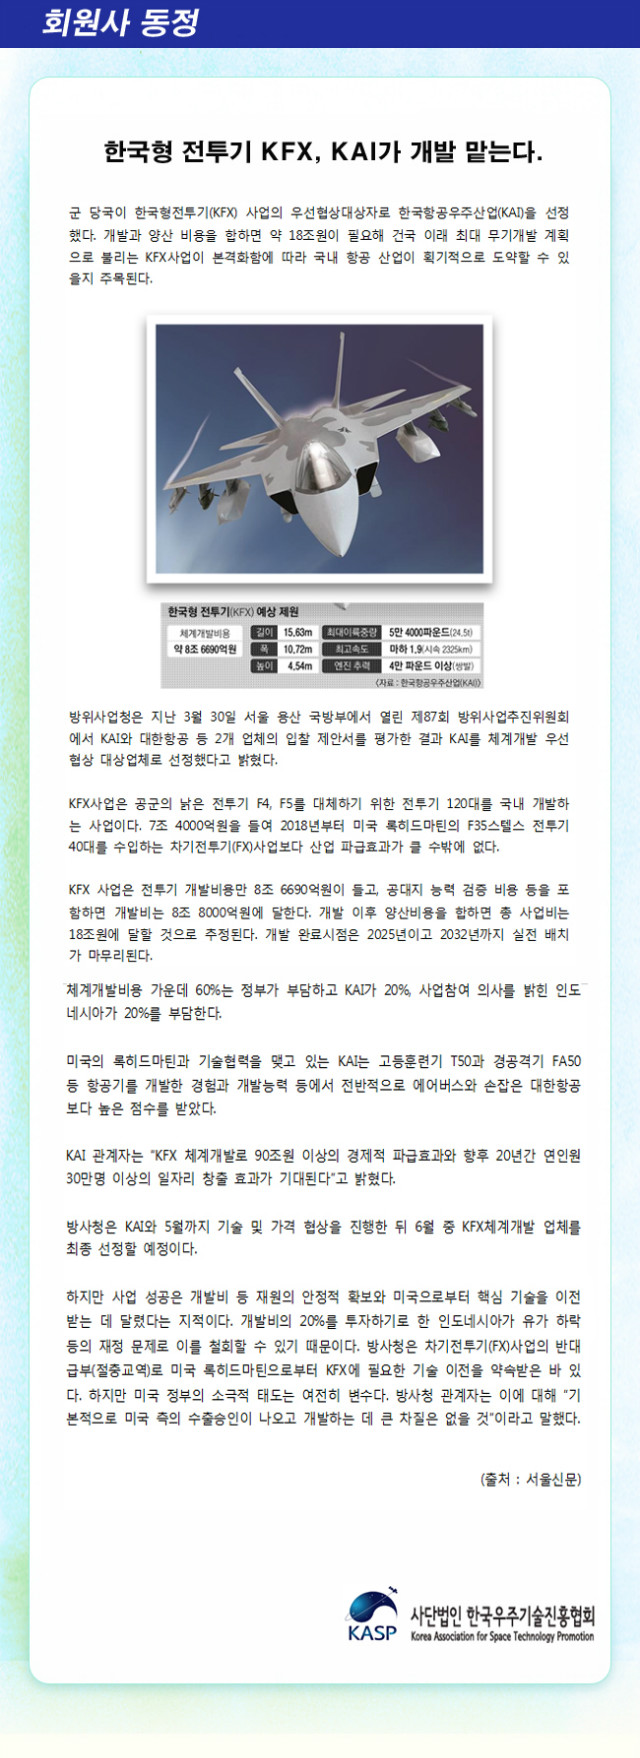 회원사 동정
한국형 전투기 KFX, KAI가 개발 맡는다.
군 당국이 한국형전투기(KFX) 사업의 우선협상대상자로 한국항공우주산업(KAI)을 선정
했다. 개발과 양산 비용을 합하면 약 18조원이 필요해 건국 이래 최대 무기개발 계획
으로 불리는 KFX사업이 본격화함에 따라 국내 항공 산업이 획기적으로 도약할 수 있
을지 주목된다.
한국형 전투기(KFX) 예상 제원
체계개발비용
약 8조 6690억원
길이 15.63m 최대이륙중량 5만 4000파운드(24.5t)
폭 10.72m 최고속도 마하 1.9(시속 2325km)
높이 4.54m 엔진 추력 4만 파운드 이상(쌍발)
〈자료 : 한국항공우주산업(KAI)〉
방위사업청은 지난 3월 30일 서울 용산 국방부에서 열린 제87회 방위사업추진위원회
에서 KAI와 대한항공 등 2개 업체의 입찰 제안서를 평가한 결과 KAI를 체계개발 우선
협상 대상업체로 선정했다고 밝혔다.
KFX사업은 공군의 낡은 전투기 F4, F5를 대체하기 위한 전투기 120대를 국내 개발하
는 사업이다. 7조 4000억원을 들여 2018년부터 미국 록히드마틴의 F35스텔스 전투기
40대를 수입하는 차기전투기(FX)사업보다 산업 파급효과가 클 수밖에 없다.
KFX 사업은 전투기 개발비용만 8조 6690억원이 들고, 공대지 능력 검증 비용 등을 포
함하면 개발비는 8조 8000억원에 달한다. 개발 이후 양산비용을 합하면 총 사업비는
18조원에 달할 것으로 추정된다. 개발 완료시점은 2025년이고 2032년까지 실전 배치
가 마무리된다.
체계개발비용 가운데 60%는 정부가 부담하고 KAI가 20%, 사업참여 의사를 밝힌 인도
네시아가 20%를 부담한다.
미국의 록히드마틴과 기술협력을 맺고 있는 KAI는 고등훈련기 T50과 경공격기 FA50
등 항공기를 개발한 경험과 개발능력 등에서 전반적으로 에어버스와 손잡은 대한항공
보다 높은 점수를 받았다.
KAI 관계자는 "KFX 체계개발로 90조원 이상의 경제적 파급효과와 향후 20년간 연인원
30만명 이상의 일자리 창출 효과가 기대된다"고 밝혔다.
방사청은 KAI와 5월까지 기술 및 가격 협상을 진행한 뒤 6월 중 KFX체계개발 업체를
최종 선정할 예정이다.
하지만 사업 성공은 개발비 등 재원의 안정적 확보와 미국으로부터 핵심 기술을 이전
받는 데 달렸다는 지적이다. 개발비의 20%를 투자하기로 한 인도네시아가 유가 하락
등의 재정 문제로 이를 철회할 수 있기 때문이다. 방사청은 차기전투기(FX)사업의 반대
급부(절충교역)로 미국 록히드마틴으로부터 KFX에 필요한 기술 이전을 약속받은 바 있
다. 하지만 미국 정부의 소극적 태도는 여전히 변수다. 방사청 관계자는 이에 대해 "기
본적으로 미국 측의 수출승인이 나오고 개발하는 데 큰 차질은 없을 것"이라고 말했다.
(출처 : 서울신문)
KASP
사단법인 한국우주기술진흥협회
Korea Association for Space Technology Promotion